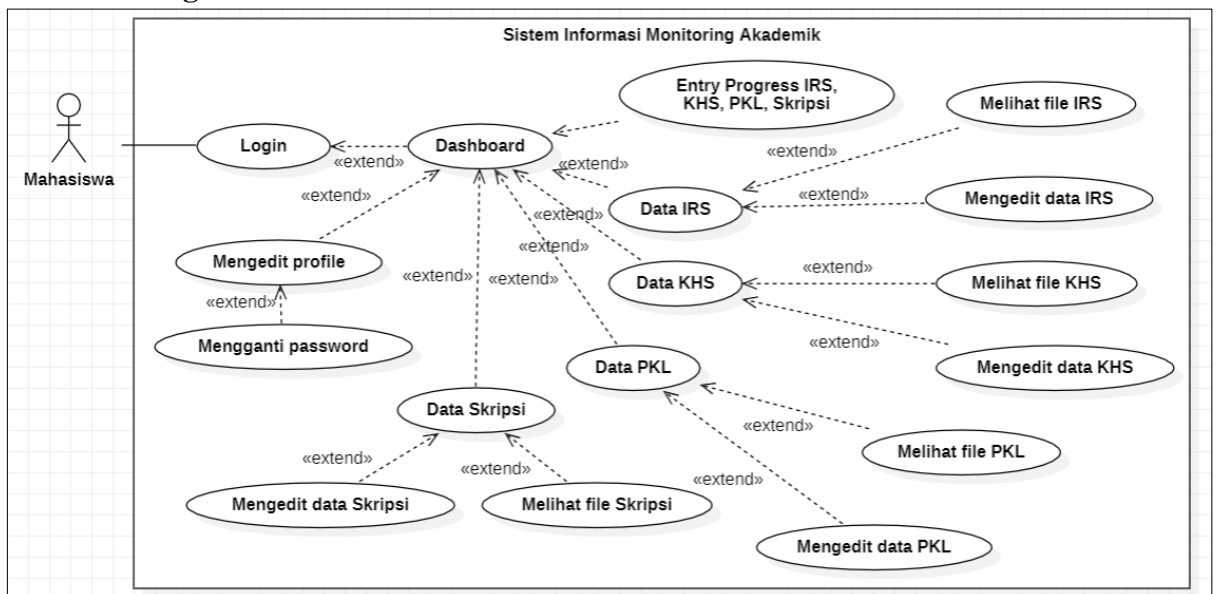 Sistem Informasi Monitoring Akademik
Entry Progress IRS,
KHS, PKL, Skripsi
Melihat file IRS
Login
Dashboard
«extend»
«extend»
«extend»
Mahasiswa
«extend»
«extend»
Data IRS
Mengedit data IRS
«extend»
«extend»
Mengedit profile
«extend»
«extend»
«extend»
Data KHS
Melihat file KHS
«extend»
«extend»
Mengganti password
Data PKL
Mengedit data KHS
Data Skripsi
«extend»
«extend»
«extend»
Melihat file PKL
«extend»
Mengedit data Skripsi
Melihat file Skripsi
Mengedit data PKL